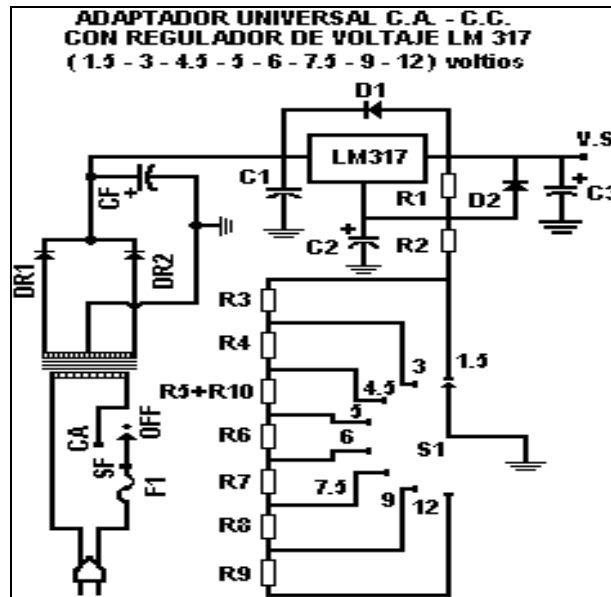 ADAPTADOR UNIVERSAL C.A. - C.C.
CON REGULADOR DE VOLTAJE LM 317
( 1.5 - 3 - 4.5 - 5 - 6 - 7.5 - 9 - 12 ) voltios
D1
V.S
LM317
C1
CF
+
R1
D2
+
C3
+
C2
R2
DR1
DR2
R3
R4
3
1.5
R5+R10
4.5
5
R6
6
S1
CA
OFF
SF
F1
R7
7.5
9
12
R8
R9